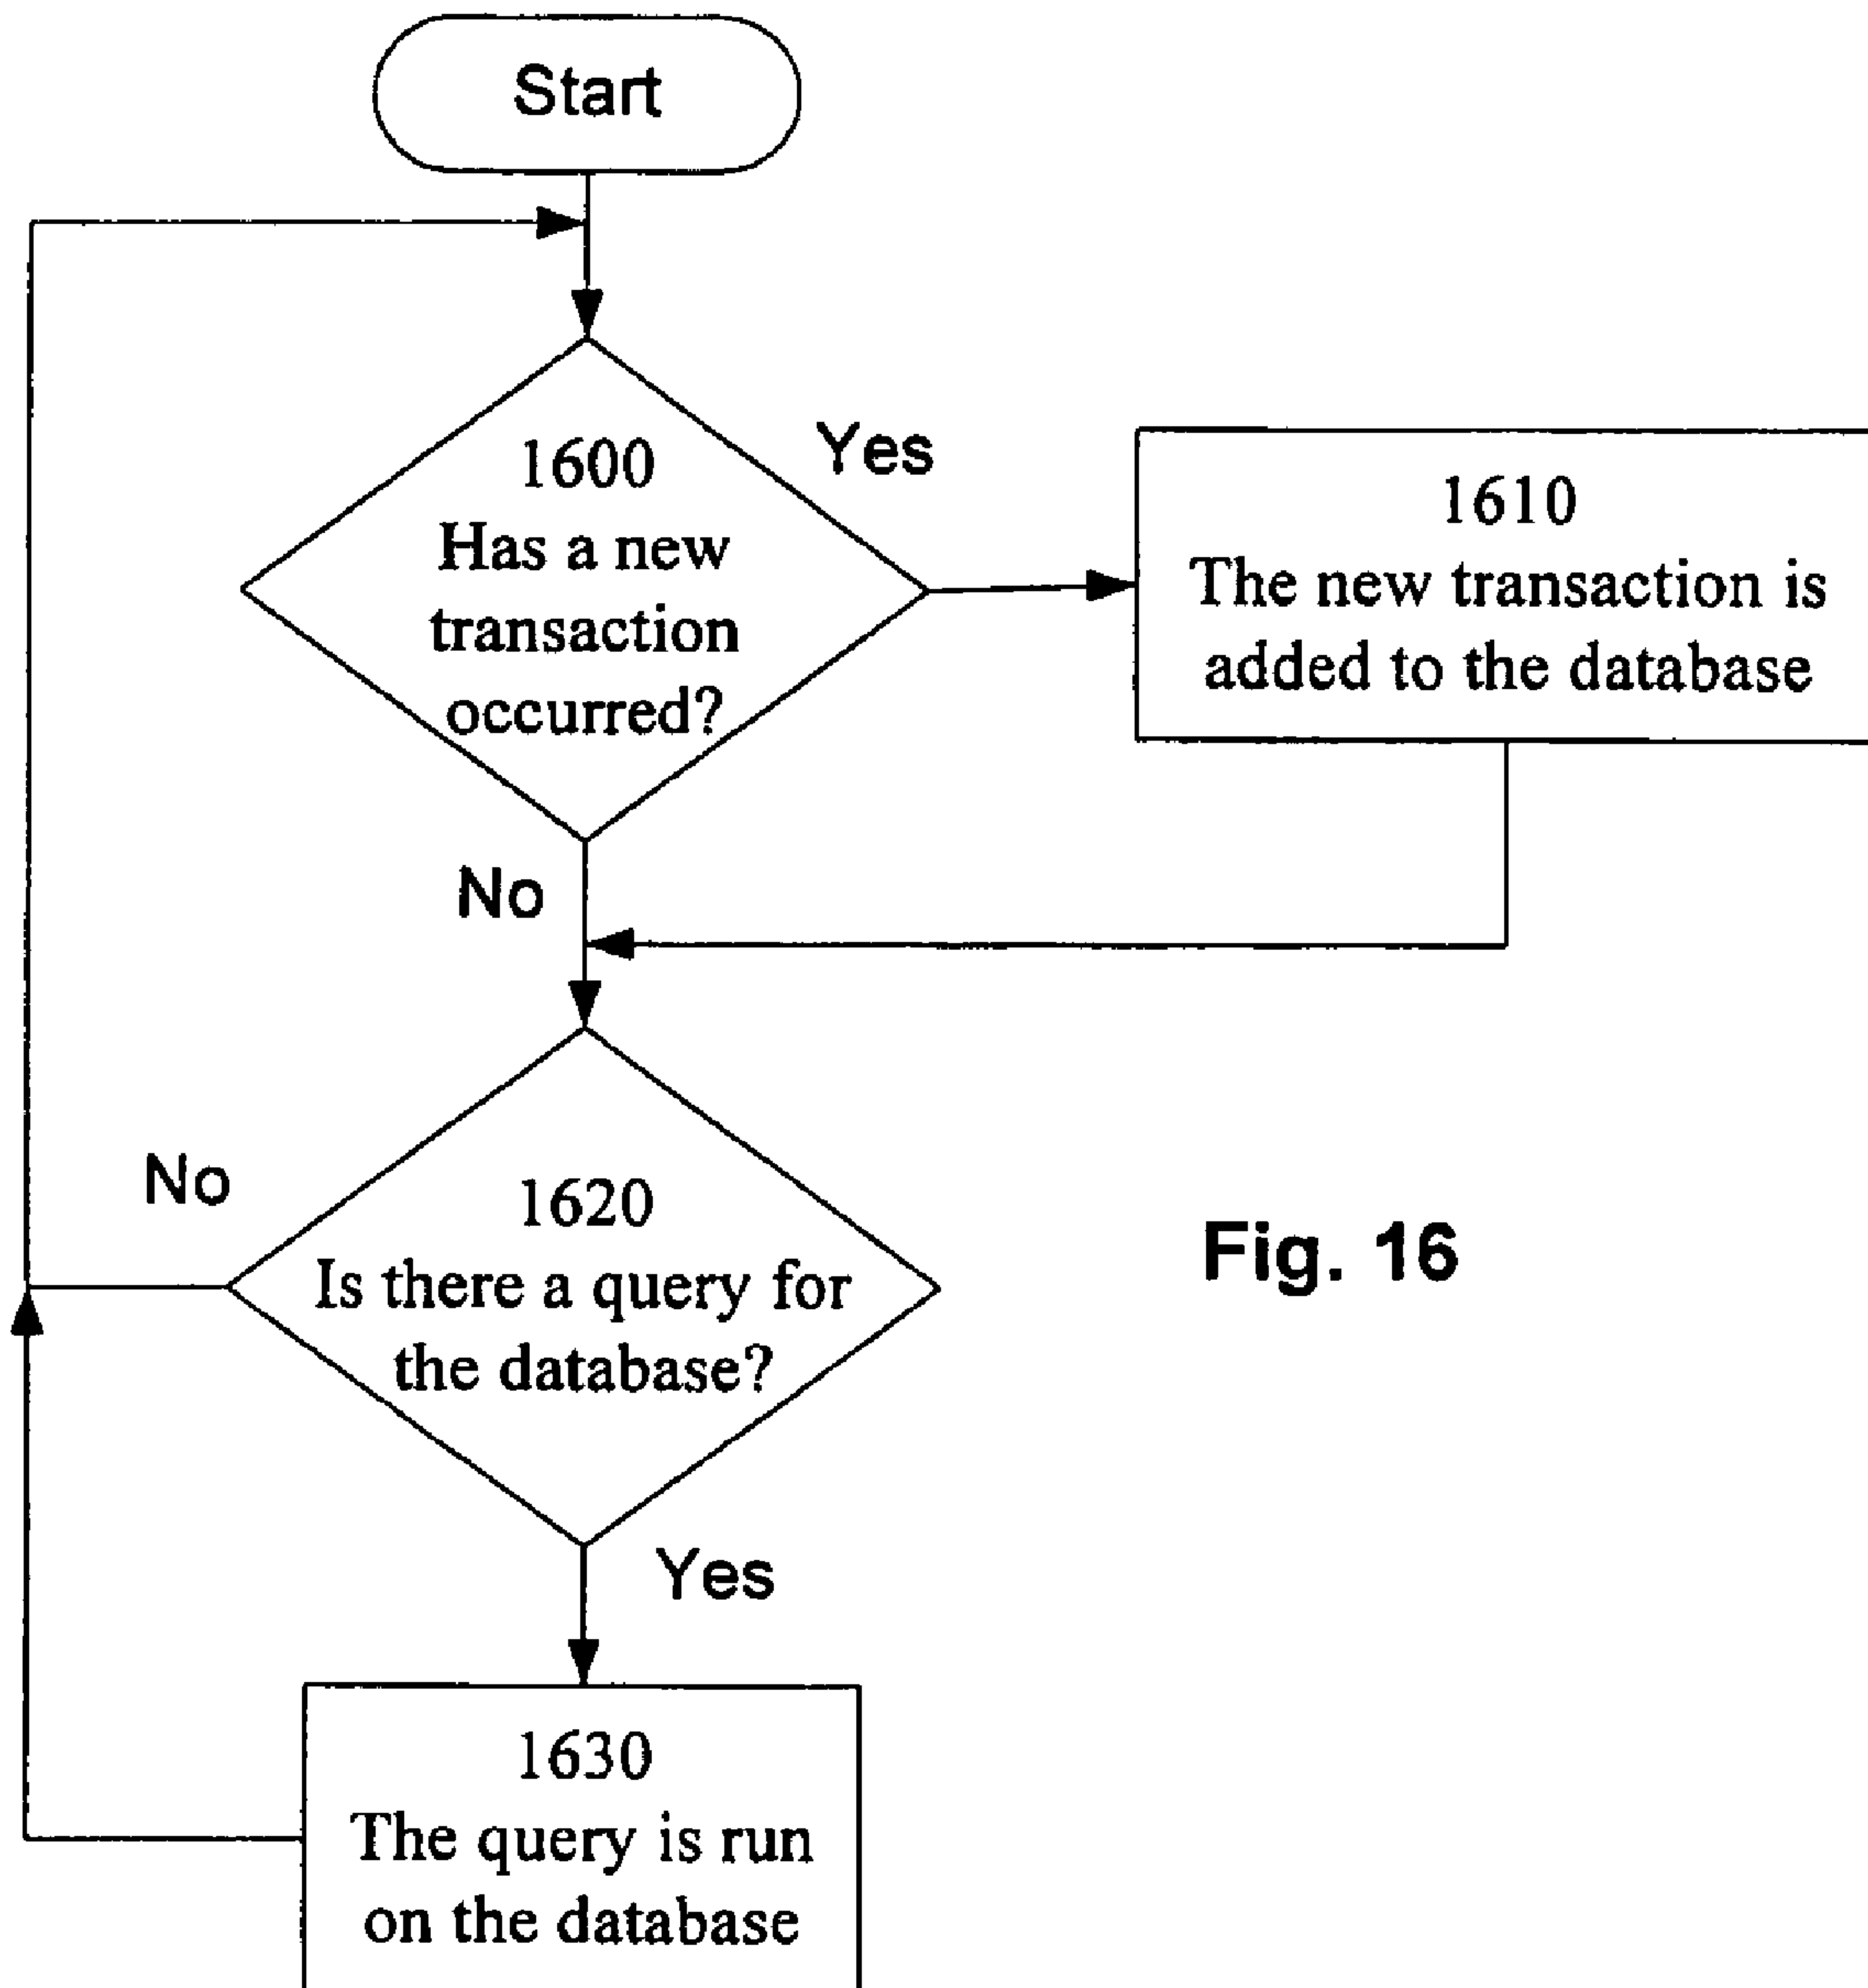 Start
1600
Has a new
transaction
occurred?
Yes
1610
The new transaction is
added to the database
No
1620
Is there a query for
the database?
No
Yes
1630
The query is run
on the database
Fig. 16